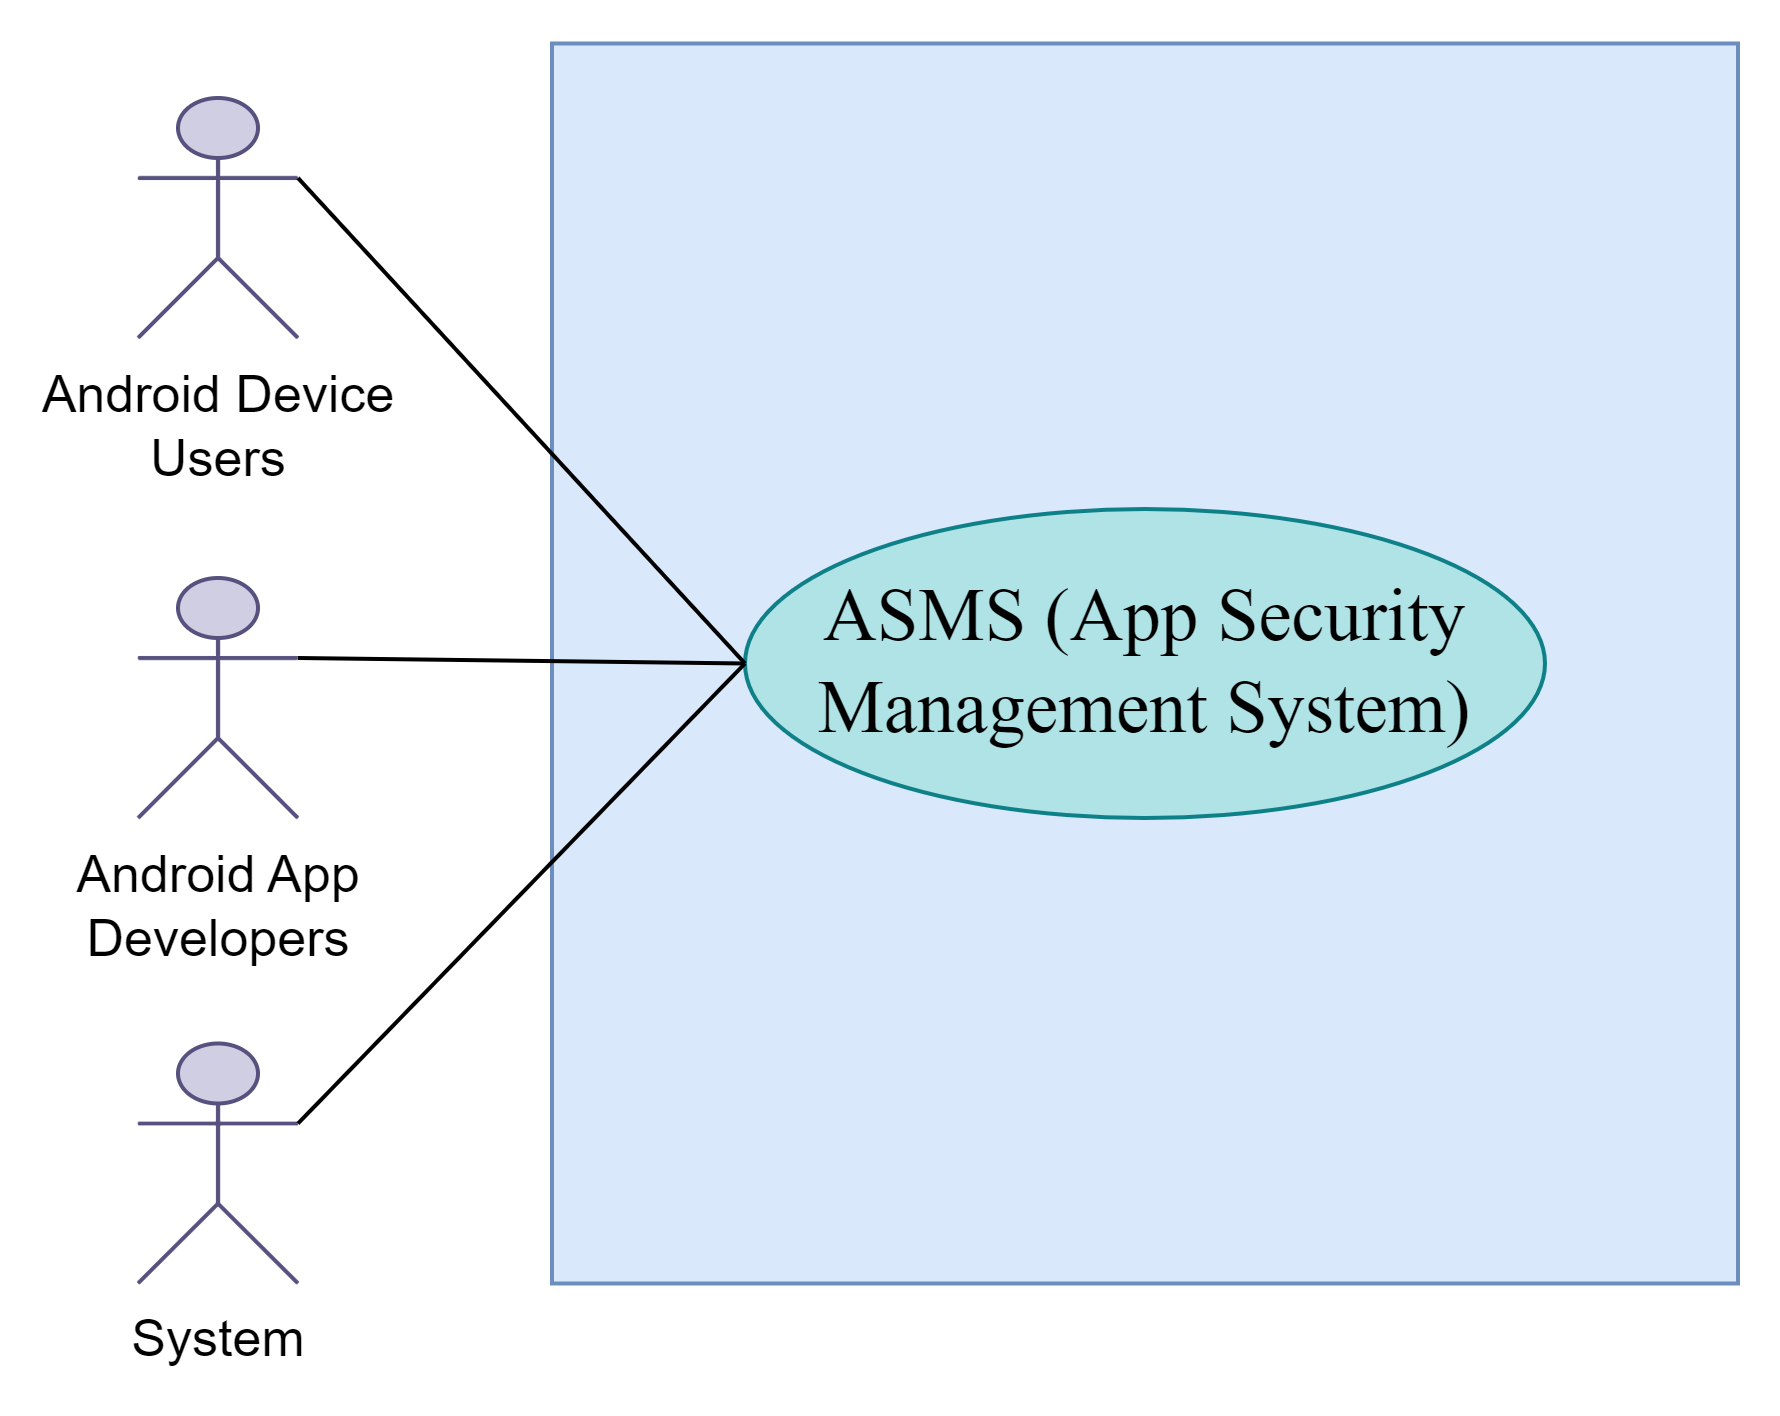 Android Device
Users
ASMS (App Security
Management System)
Android App
Developers
System